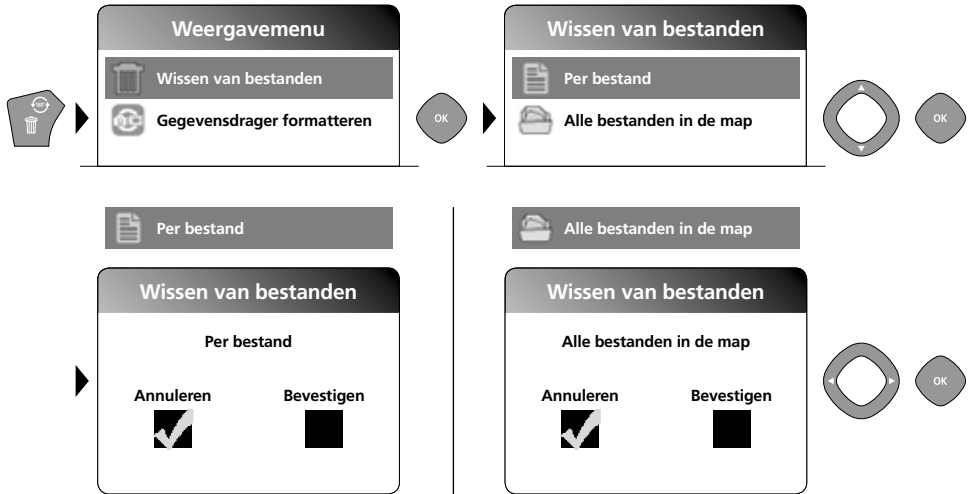 Weergavemenu
Wissen van bestanden
Gegevensdrager formatteren
180°
OK
Wissen van bestanden
Per bestand
Alle bestanden in de map
OK
Per bestand
Wissen van bestanden
Per bestand
Annuleren Bevestigen
Alle bestanden in de map
Wissen van bestanden
Alle bestanden in de map
Annuleren Bevestigen
OK